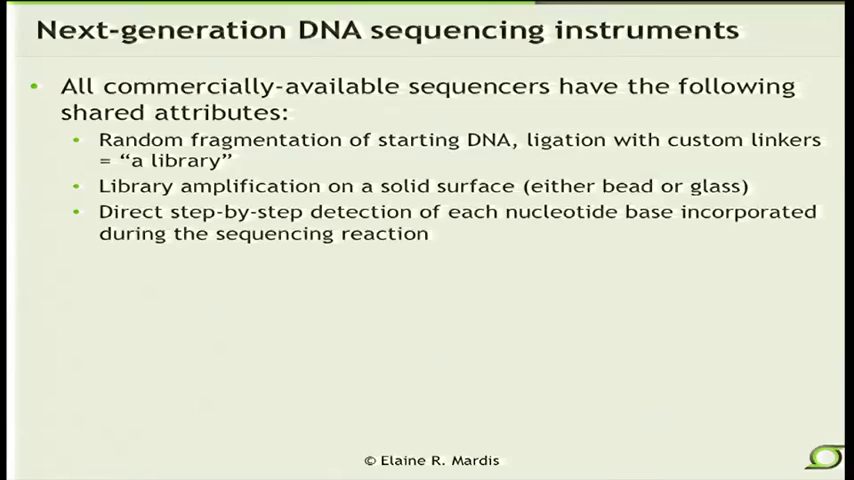 Next-generation DNA sequencing instruments
• All commercially-available sequencers have the following
shared attributes:
• Random fragmentation of starting DNA, ligation with custom linkers
= “a library”
• Library amplification on a solid surface (either bead or glass)
• Direct step-by-step detection of each nucleotide base incorporated
during the sequencing reaction
© Elaine R. Mardis